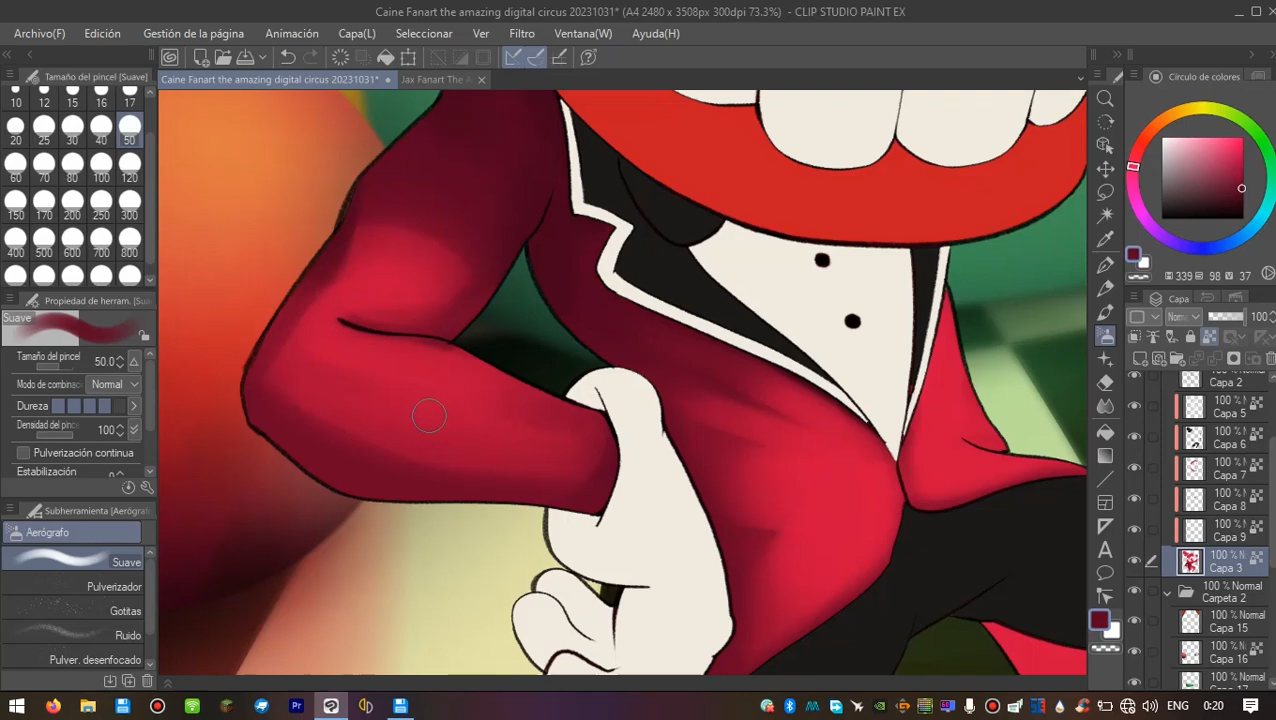 Caine Fanart the amazing digital circus 20231031* (A4 2480 x 3508px 300dpi 73.3%) - CLIP STUDIO PAINT EX
Archivo(F) Edición Gestión de la página Animación Capa(L) Seleccionar Ver Filtro Ventana(W) Ayuda(H)
Tamaño del pincel [Suave]
Caine Fanart the amazing digital circus 20231031* Jax Fanart The A
Círculo de colores
10 12 15 16 17
20 25 30 40 50
60 70 80 100 120
150 170 200 250 300
400 500 600 700 800
339 98 37
Propiedad de herram. [Sua
Suave
Capa
Tamaño del pincel 50.0
Norma 100
Modo de combinac Normal
Dureza
Densidad del pinc 100
Pulverización continua
Estabilización
Capa 2
Capa 5
Capa 6
Capa 7
Capa 8
Capa 9
100 % N
Capa 3
Subherramienta [Aerógrafo
Aerógrafo
Suave
Pulverizador
Gotitas
Ruido
Pulver. desenfocado
100 % Normal
Carpeta 2
100 % Normal
Capa 15
100 % Normal
Capa 16
100 % Normal
Capa 17
Pr
ENG 0:20